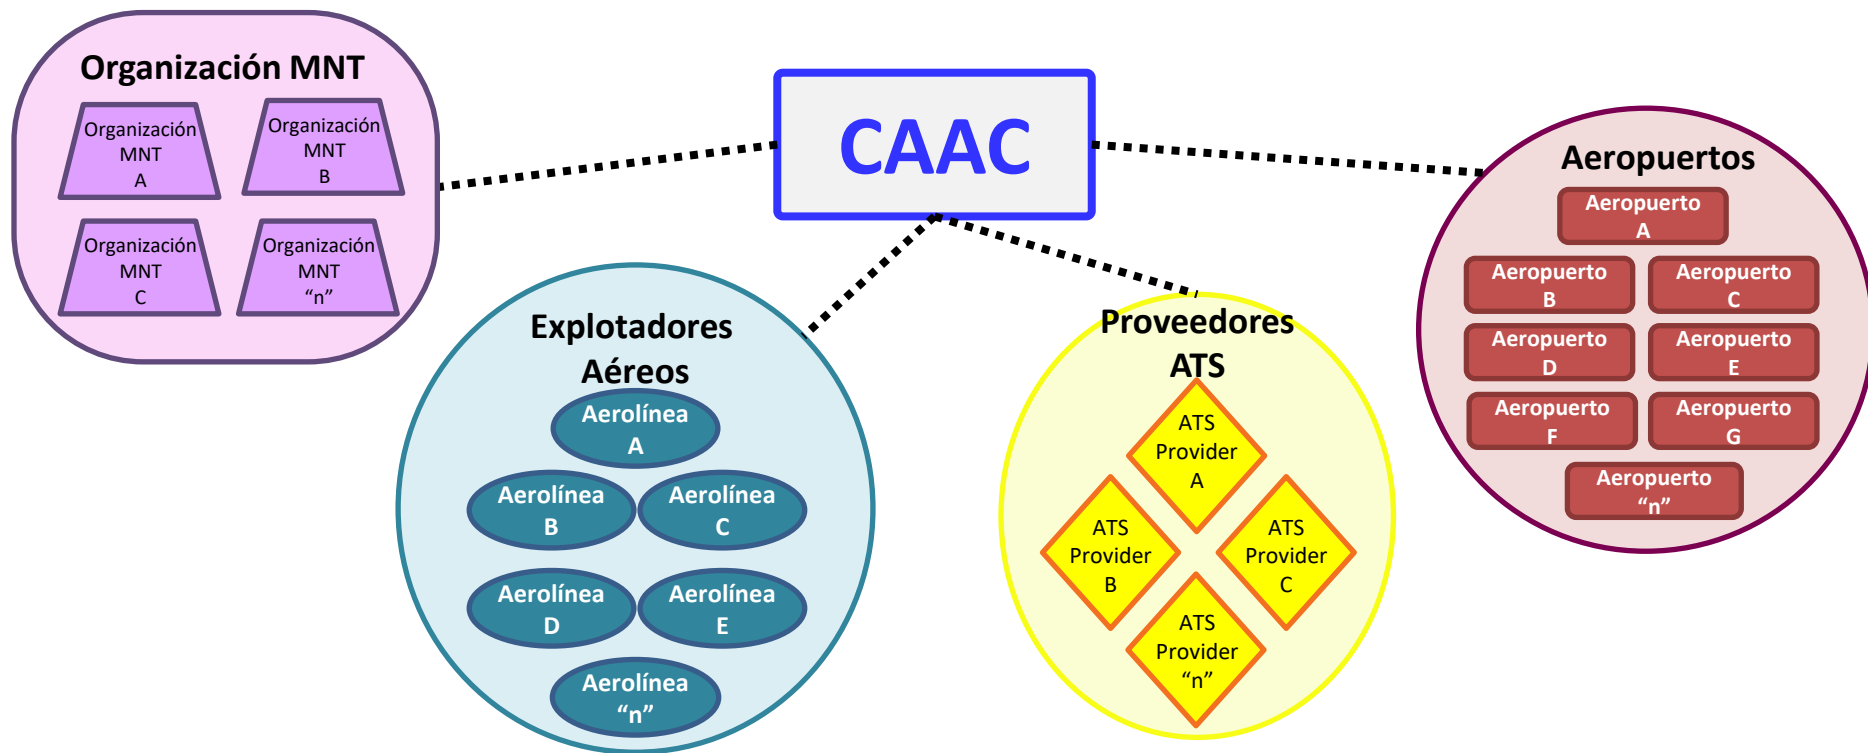 Organización MNT
Organización
MNT
A
Organización
MNT
B
Organización
MNT
C
Organización
MNT
“n”
CAAC
Explotadores
Aéreos
Aerolínea
A
Aerolínea
B
Aerolínea
C
Aerolínea
D
Aerolínea
E
Aerolínea
“n”
Proveedores
ATS
ATS
Provider
A
ATS
Provider
B
ATS
Provider
C
ATS
Provider
“n”
Aeropuertos
Aeropuerto
A
Aeropuerto
B
Aeropuerto
C
Aeropuerto
D
Aeropuerto
E
Aeropuerto
F
Aeropuerto
G
Aeropuerto
“n”